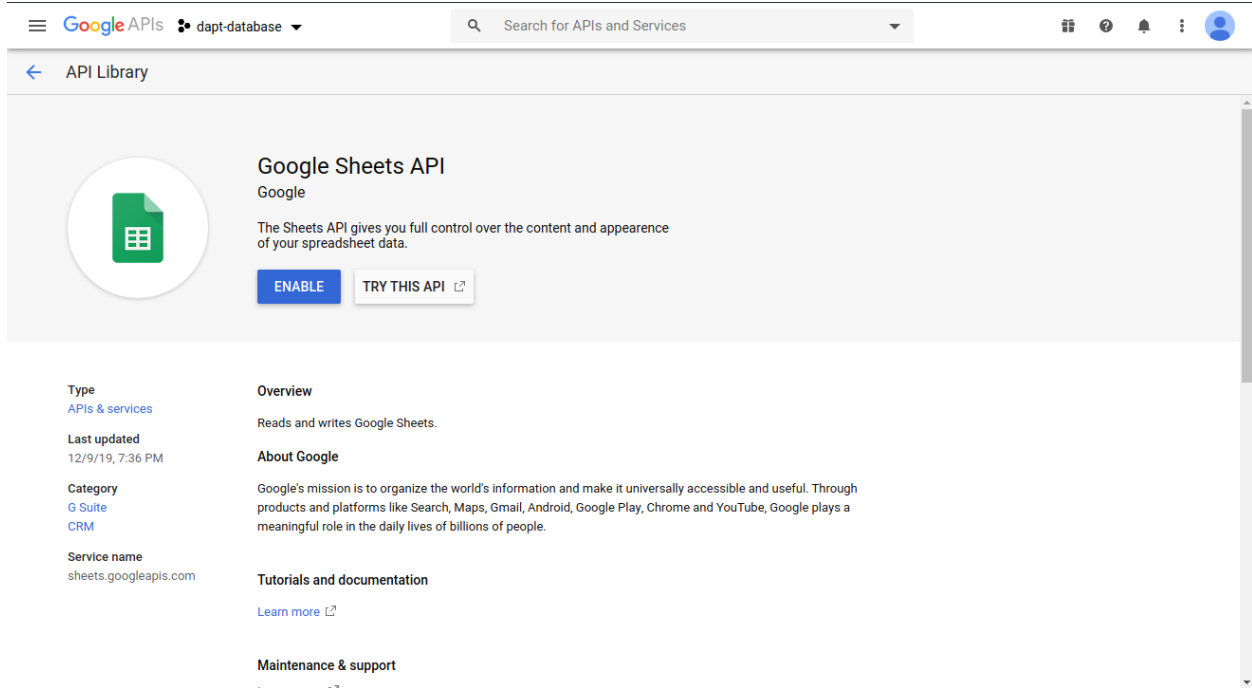 Google APIs dapt-database Search for APIs and Services
API Library
Google Sheets API
Google
The Sheets API gives you full control over the content and appearence
of your spreadsheet data.
ENABLE TRY THIS API
Type
APIs & services
Last updated
12/9/19, 7:36 PM
Category
G Suite
CRM
Service name
sheets.googleapis.com
Overview
Reads and writes Google Sheets.
About Google
Google's mission is to organize the world's information and make it universally accessible and useful. Through
products and platforms like Search, Maps, Gmail, Android, Google Play, Chrome and YouTube, Google plays a
meaningful role in the daily lives of billions of people.
Tutorials and documentation
Learn more
Maintenance & support